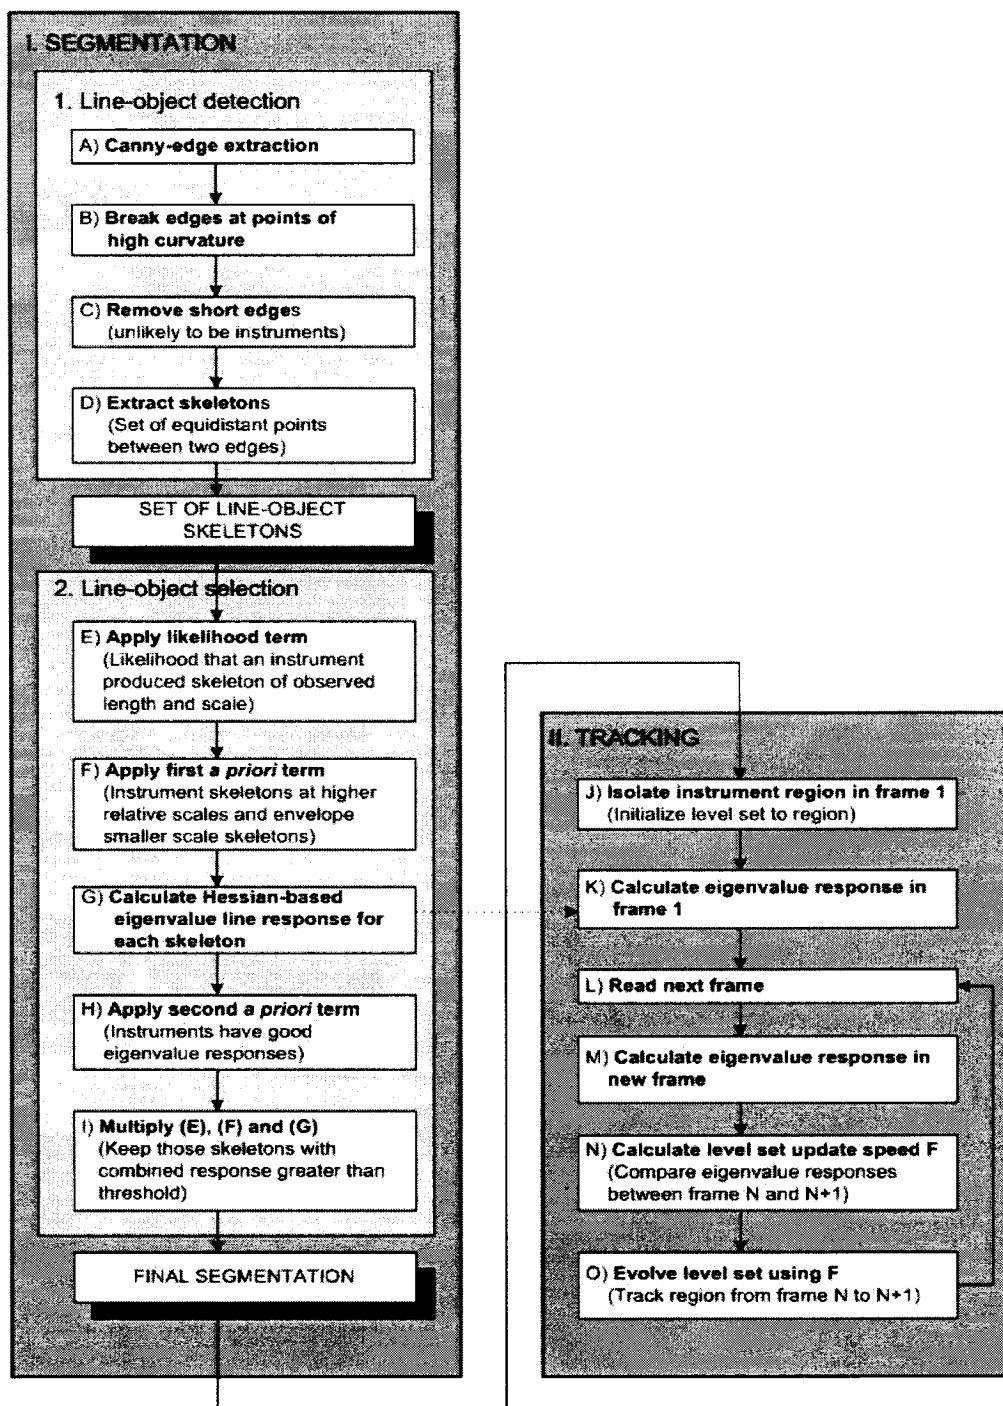 I. SEGMENTATION
1. Line-object detection
A) Canny-edge extraction
B) Break edges at points of
high curvature
C) Remove short edges
(unlikely to be instruments)
D) Extract skeletons
(Set of equidistant points
between two edges)
SET OF LINE-OBJECT
SKELETONS
2. Line-object selection
E) Apply likelihood term
(Likelihood that an instrument
produced skeleton of observed
length and scale)
F) Apply first a priori term
(Instrument skeletons at higher
relative scales and envelope
smaller scale skeletons)
G) Calculate Hessian-based
eigenvalue line response for
each skeleton
H) Apply second a priori term
(Instruments have good
eigenvalue responses)
I) Multiply (E), (F) and (G)
(Keep those skeletons with
combined response greater than
threshold)
FINAL SEGMENTATION
II. TRACKING
J) Isolate instrument region in frame 1
(Initialize level set to region)
K) Calculate eigenvalue response in
frame 1
L) Read next frame
M) Calculate eigenvalue response in
new frame
N) Calculate level set update speed F
(Compare eigenvalue responses
between frame N and N+1)
O) Evolve level set using F
(Track region from frame N to N+1)